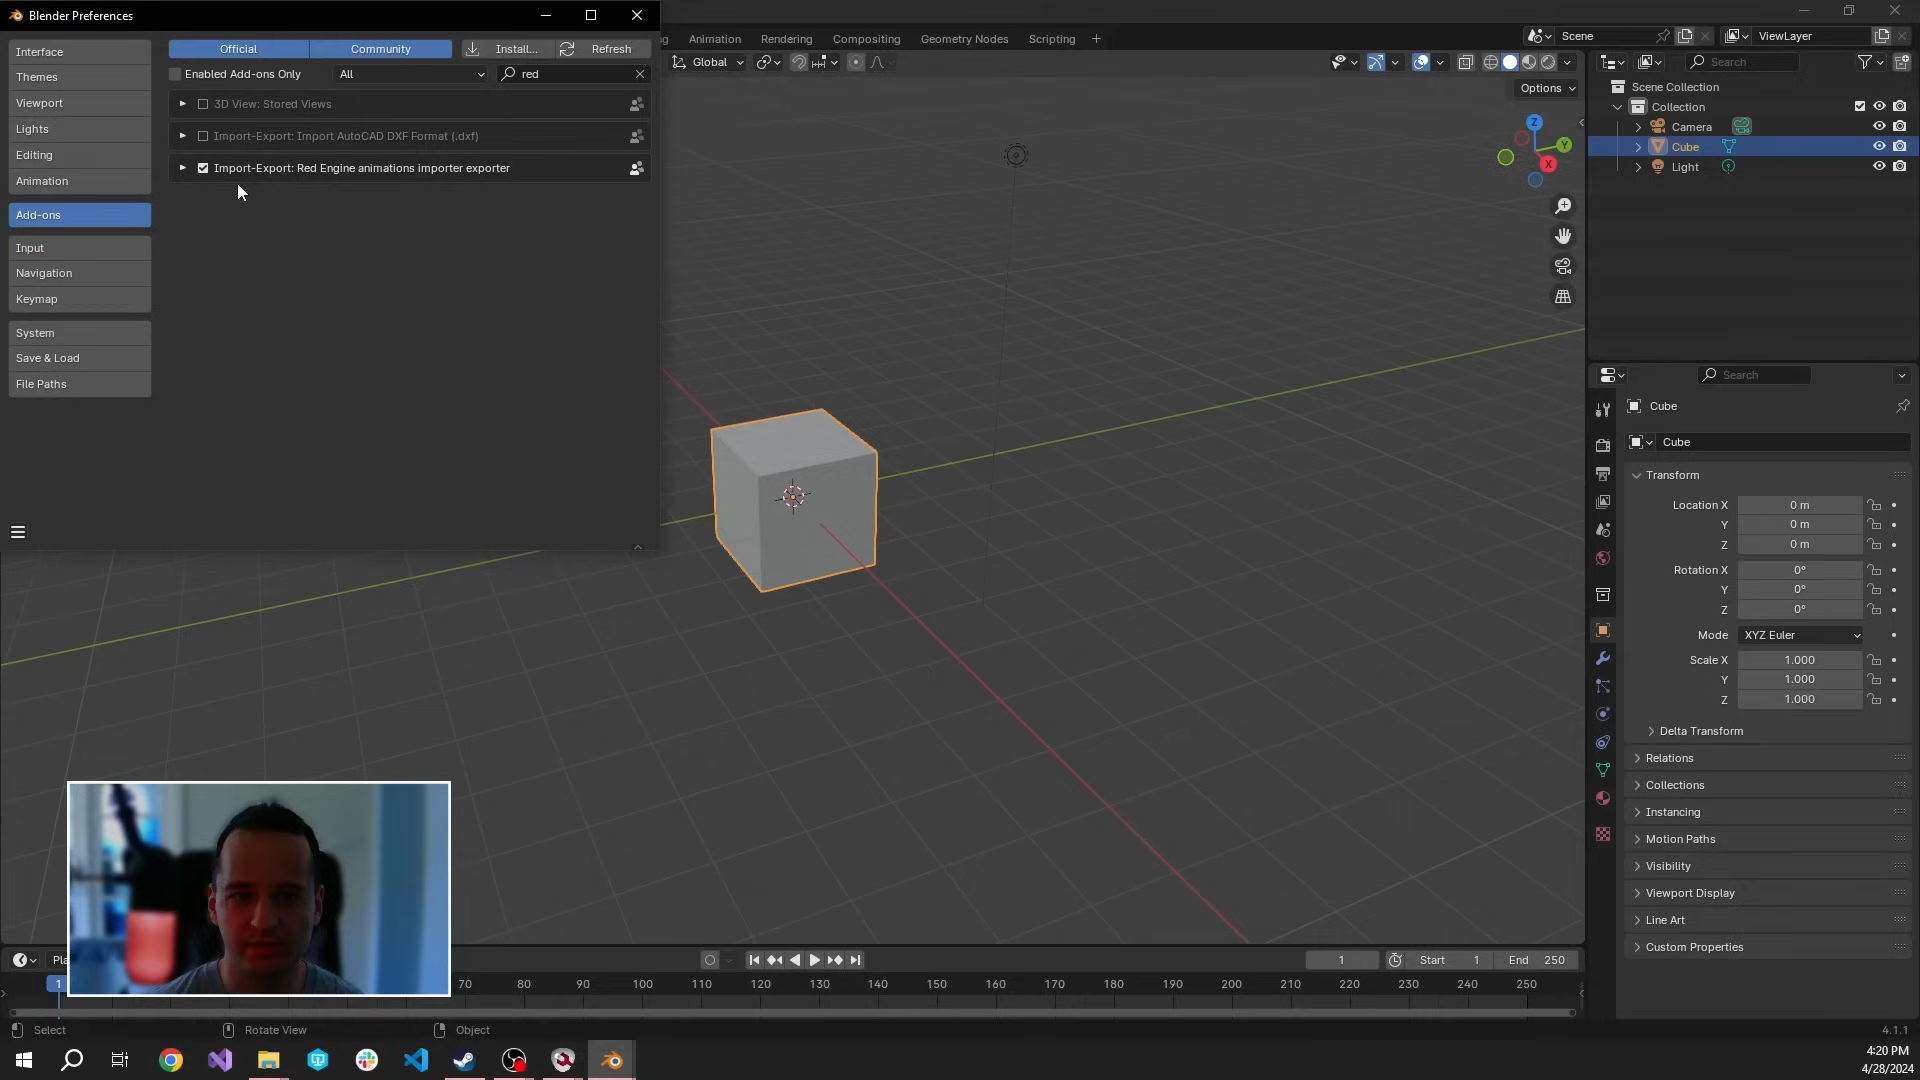 Blender Preferences
Interface
Themes
Viewport
Lights
Editing
Animation
Add-ons
Input
Navigation
Keymap
System
Save & Load
File Paths
Official
Community
Install...
Refresh
Enabled Add-ons Only
All
red
3D View: Stored Views
Import-Export: Import AutoCAD DXF Format (.dxf)
Import-Export: Red Engine animations importer exporter
Animation
Rendering
Compositing
Geometry Nodes
Scripting
Scene
ViewLayer
Global
Options
Z
Y
X
Search
Scene Collection
Collection
Camera
Cube
Light
Search
Cube
Cube
Transform
Location X 0 m
Y 0 m
Z 0 m
Rotation X 0°
Y 0°
Z 0°
Mode XYZ Euler
Scale X 1.000
Y 1.000
Z 1.000
Delta Transform
Relations
Collections
Instancing
Motion Paths
Visibility
Viewport Display
Line Art
Custom Properties
1
Start 1
End 250
1
70 80 90 100 110 120 130 140 150 160 170 180 190 200 210 220 230 240 250
Select
Rotate View
Object
4.1.1
4:20 PM
4/28/2024